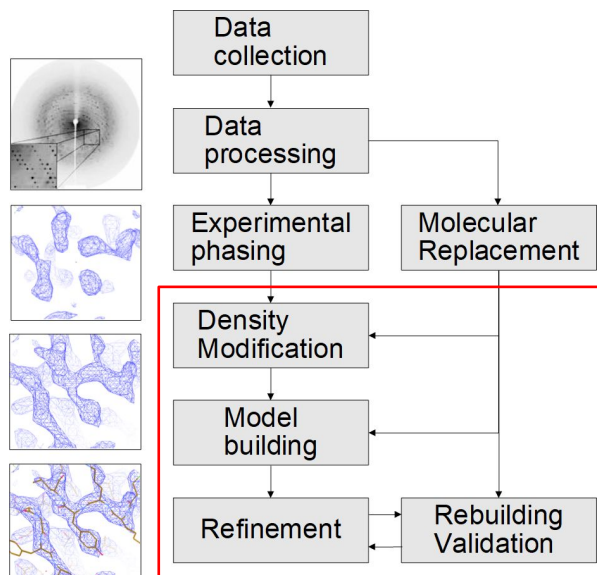 Data
collection
Data
processing
Experimental
phasing
Molecular
Replacement
Density
Modification
Model
building
Refinement
Rebuilding
Validation